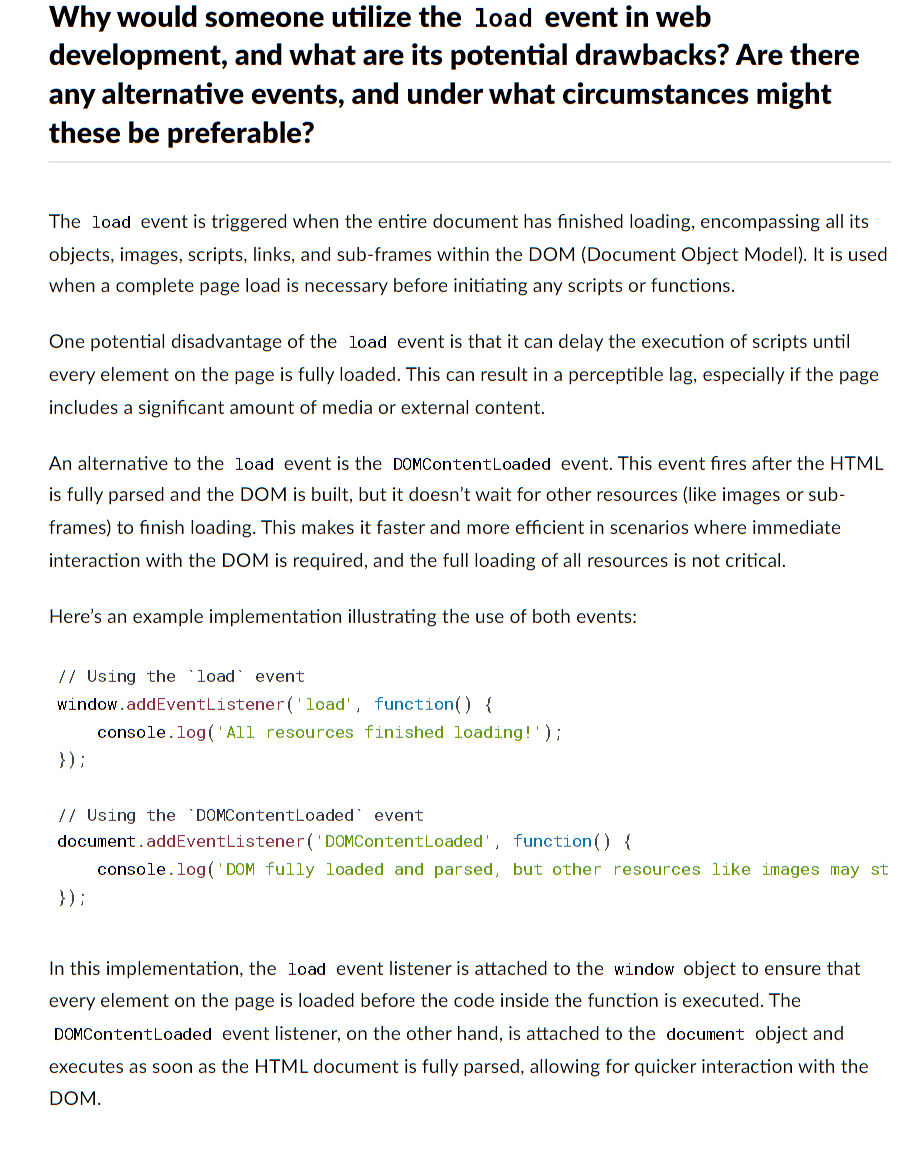 Why would someone utilize the load event in web
development, and what are its potential drawbacks? Are there
any alternative events, and under what circumstances might
these be preferable?
The load event is triggered when the entire document has finished loading, encompassing all its
objects, images, scripts, links, and sub-frames within the DOM (Document Object Model). It is used
when a complete page load is necessary before initiating any scripts or functions.
One potential disadvantage of the load event is that it can delay the execution of scripts until
every element on the page is fully loaded. This can result in a perceptible lag, especially if the page
includes a significant amount of media or external content.
An alternative to the load event is the DOMContentLoaded event. This event fires after the HTML
is fully parsed and the DOM is built, but it doesn’t wait for other resources (like images or sub-
frames) to finish loading. This makes it faster and more efficient in scenarios where immediate
interaction with the DOM is required, and the full loading of all resources is not critical.
Here’s an example implementation illustrating the use of both events:
// Using the `load` event
window.addEventListener('load', function() {
    console.log('All resources finished loading!');
});
// Using the `DOMContentLoaded` event
document.addEventListener('DOMContentLoaded', function() {
    console.log('DOM fully loaded and parsed, but other resources like images may st
});
In this implementation, the load event listener is attached to the window object to ensure that
every element on the page is loaded before the code inside the function is executed. The
DOMContentLoaded event listener, on the other hand, is attached to the document object and
executes as soon as the HTML document is fully parsed, allowing for quicker interaction with the
DOM.